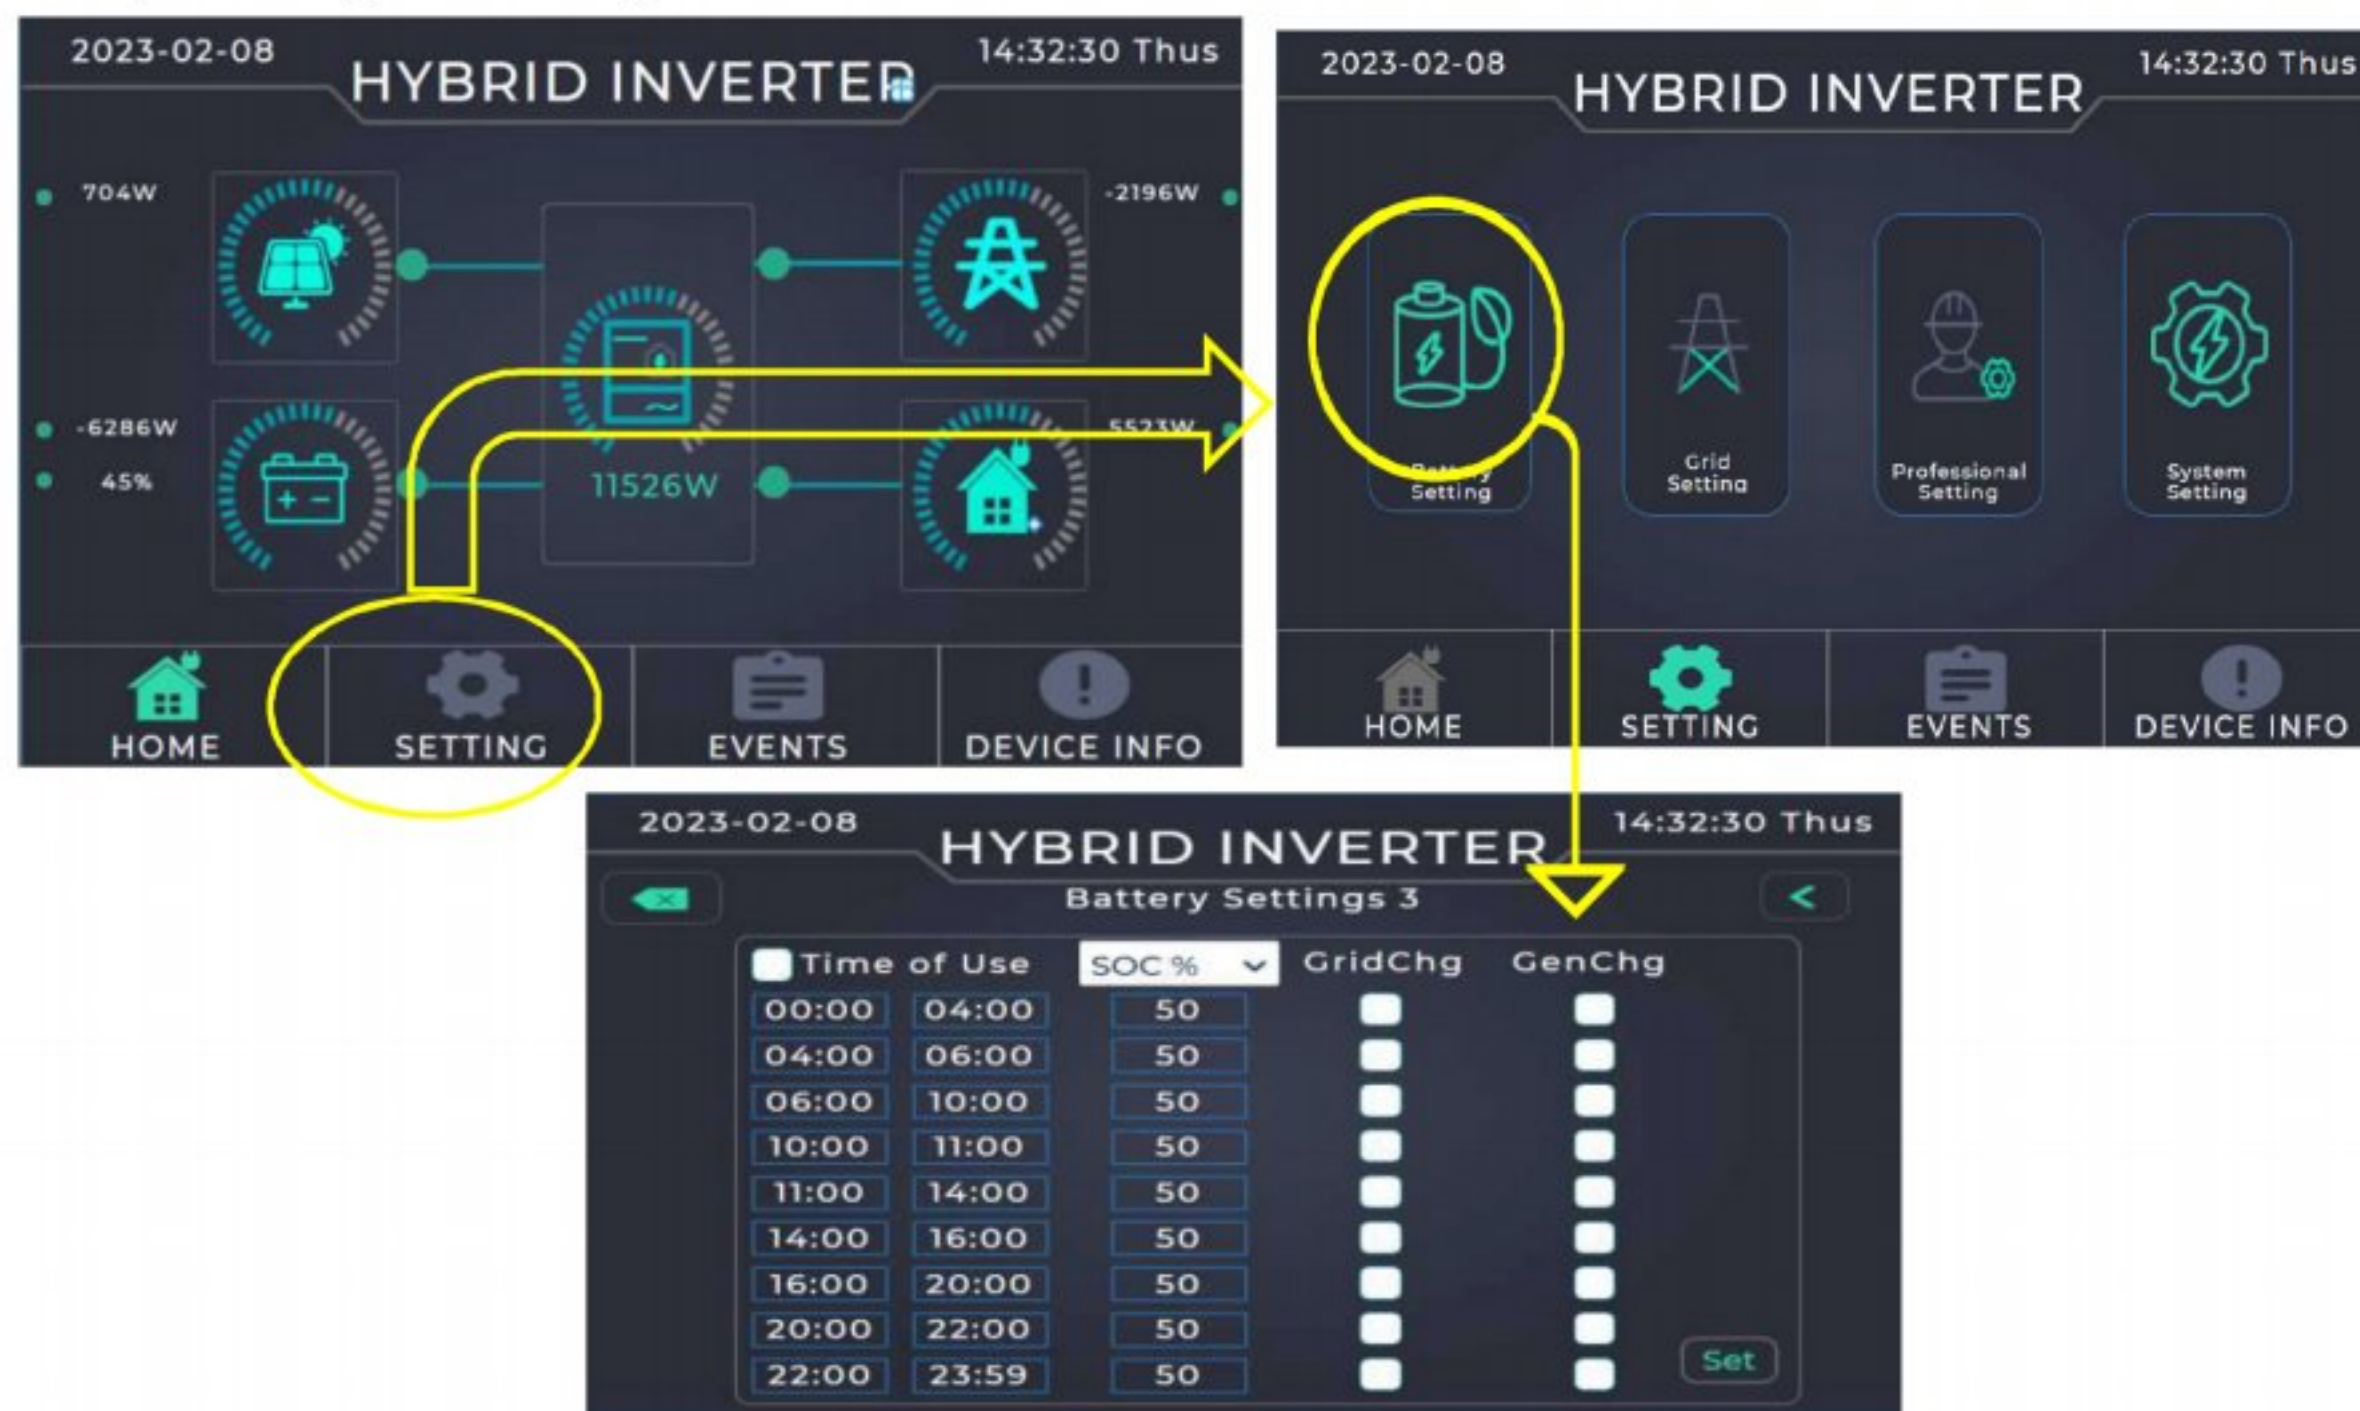 2023-02-08 HYBRID INVERTER 14:32:30 Thus
704W -2196W
-6286W 5523W
45% 11526W
HOME SETTING EVENTS DEVICE INFO
2023-02-08 HYBRID INVERTER 14:32:30 Thus
Battery Setting
Grid Setting
Professional Setting
System Setting
HOME SETTING EVENTS DEVICE INFO
2023-02-08 HYBRID INVERTER 14:32:30 Thus
Battery Settings 3 <
Time of Use SOC % GridChg GenChg
00:00 04:00 50
04:00 06:00 50
06:00 10:00 50
10:00 11:00 50
11:00 14:00 50
14:00 16:00 50
16:00 20:00 50
20:00 22:00 50
22:00 23:59 50
Set